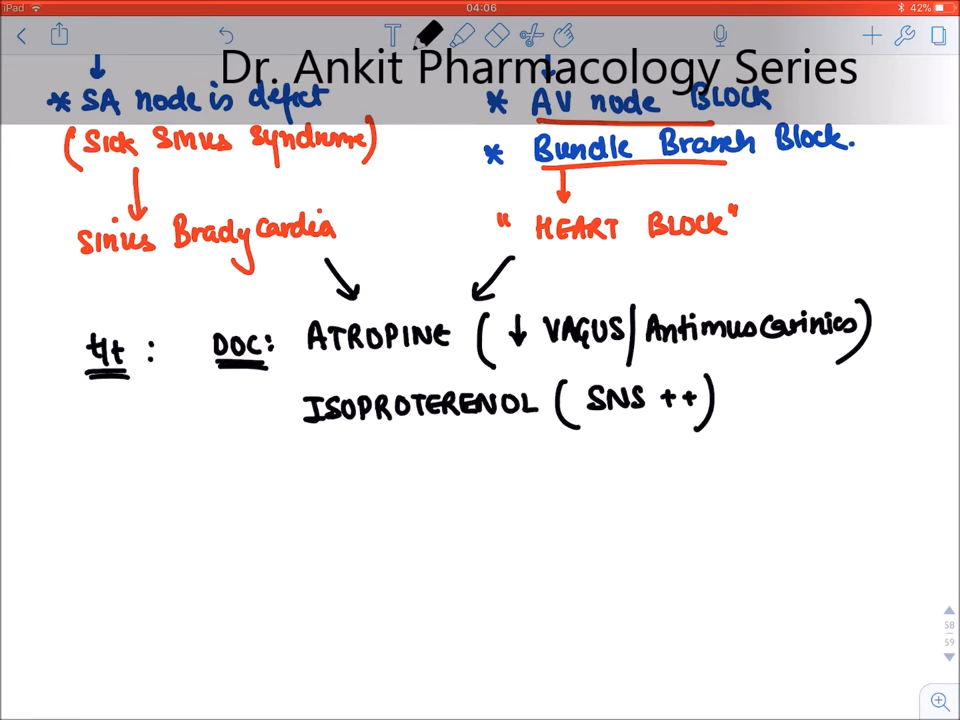 iPad 04:06 42%
T
Dr. Ankit Pharmacology Series
* SA node is defect
(Sick Sinus Syndrome)
Sinus Bradycardia
* AV node BLOCK
* Bundle Branch Block.
"HEART BLOCK"
ttt : DOC: ATROPINE (↓ VAGUS/Antimuscarinics)
ISOPROTERENOL (SNS ++)
58
59